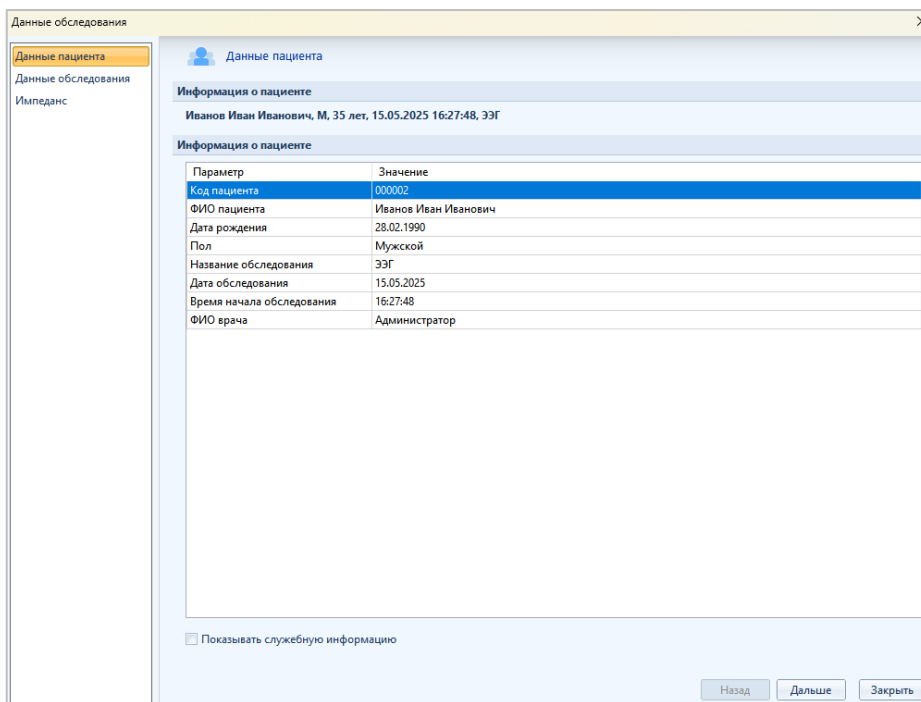 Данные обследования
Данные пациента
Данные обследования
Импеданс
Данные пациента
Информация о пациенте
Иванов Иван Иванович, М, 35 лет, 15.05.2025 16:27:48, ЭЭГ
Информация о пациенте
Параметр Значение
Код пациента 000002
ФИО пациента Иванов Иван Иванович
Дата рождения 28.02.1990
Пол Мужской
Название обследования ЭЭГ
Дата обследования 15.05.2025
Время начала обследования 16:27:48
ФИО врача Администратор
Показывать служебную информацию
Назад Дальше Закрыть